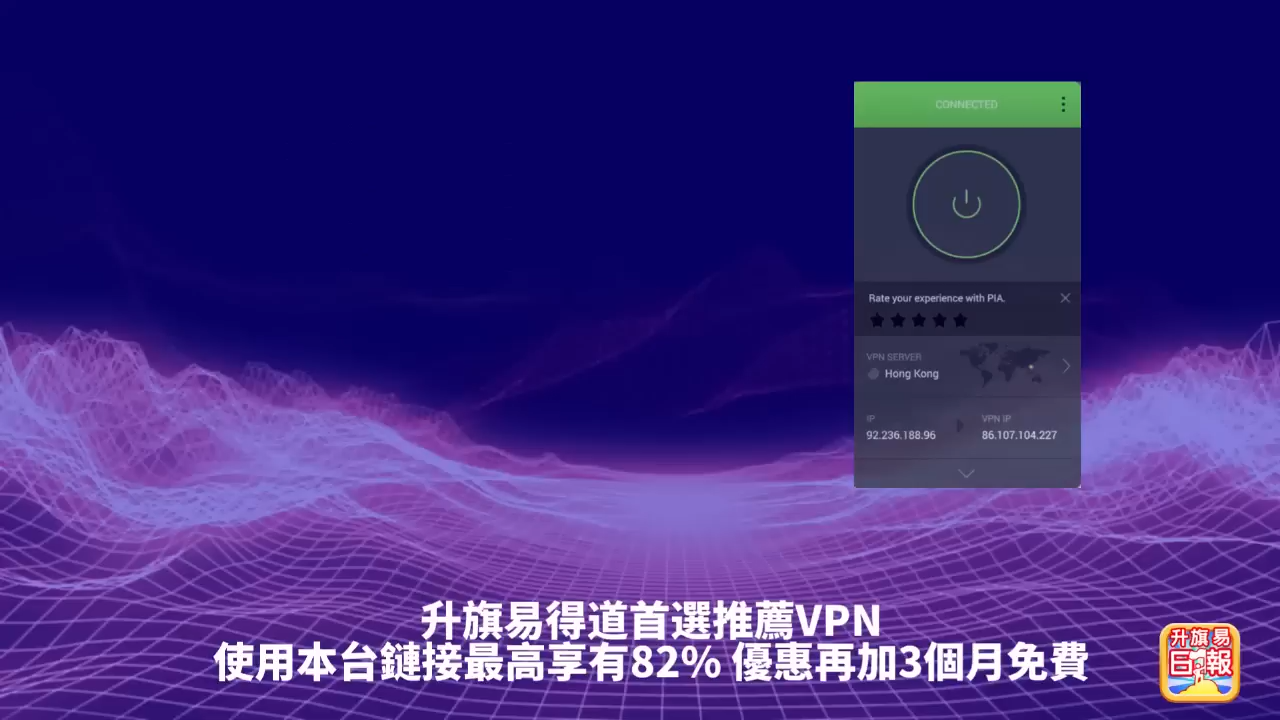 CONNECTED
Rate your experience with PIA.
VPN SERVER
Hong Kong
IP
VPN IP
92.236.188.96
86.107.104.227
升旗易得道首選推薦VPN
使用本台鏈接最高享有82% 優惠再加3個月免費
升旗易
日報